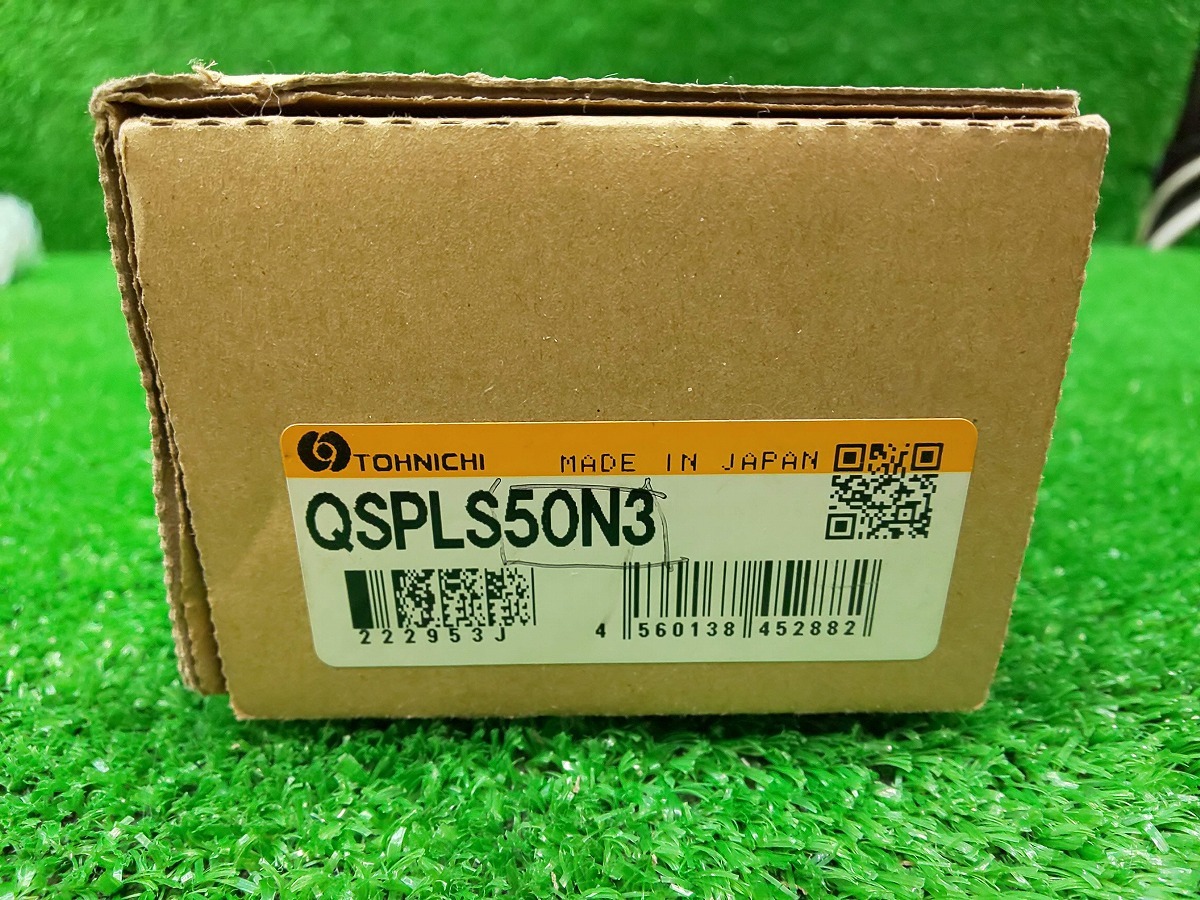 TOHNICHI MADE IN JAPAN
QSPLS50N3
222953J 4 560138 452882